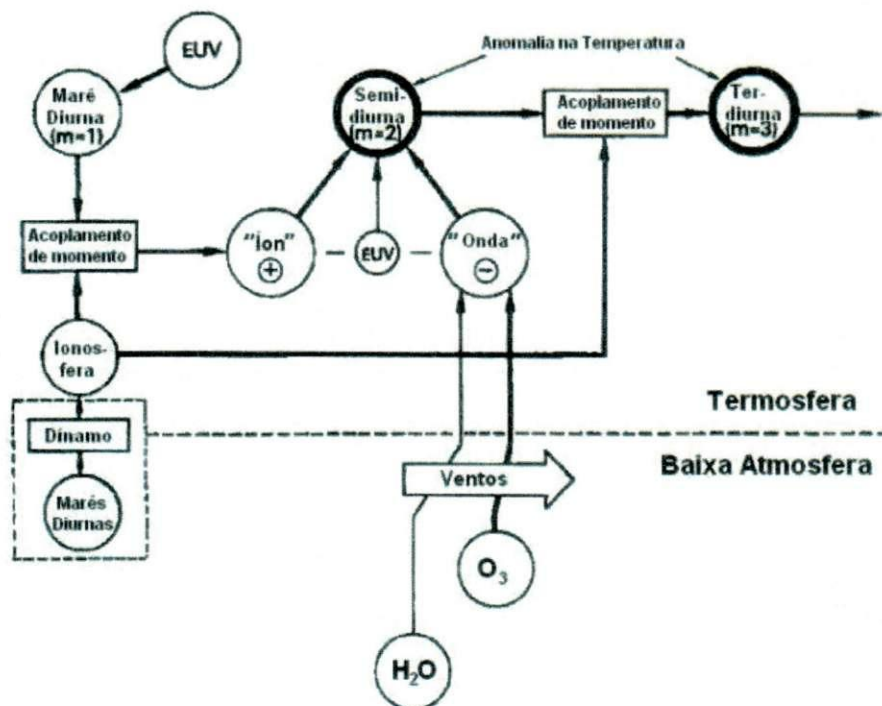 EUV
Anomalia na Temperatura
Maré
Diurna
(m=1)
Semi-
diurna
(m=2)
Acoplamento
de momento
Ter-
diurna
(m=3)
Acoplamento
de momento
"Íon"
+
EUV
"Onda"
−
Ionos-
fera
Termosfera
Dínamo
Baixa Atmosfera
Ventos
Marés
Diurnas
O₃
H₂O